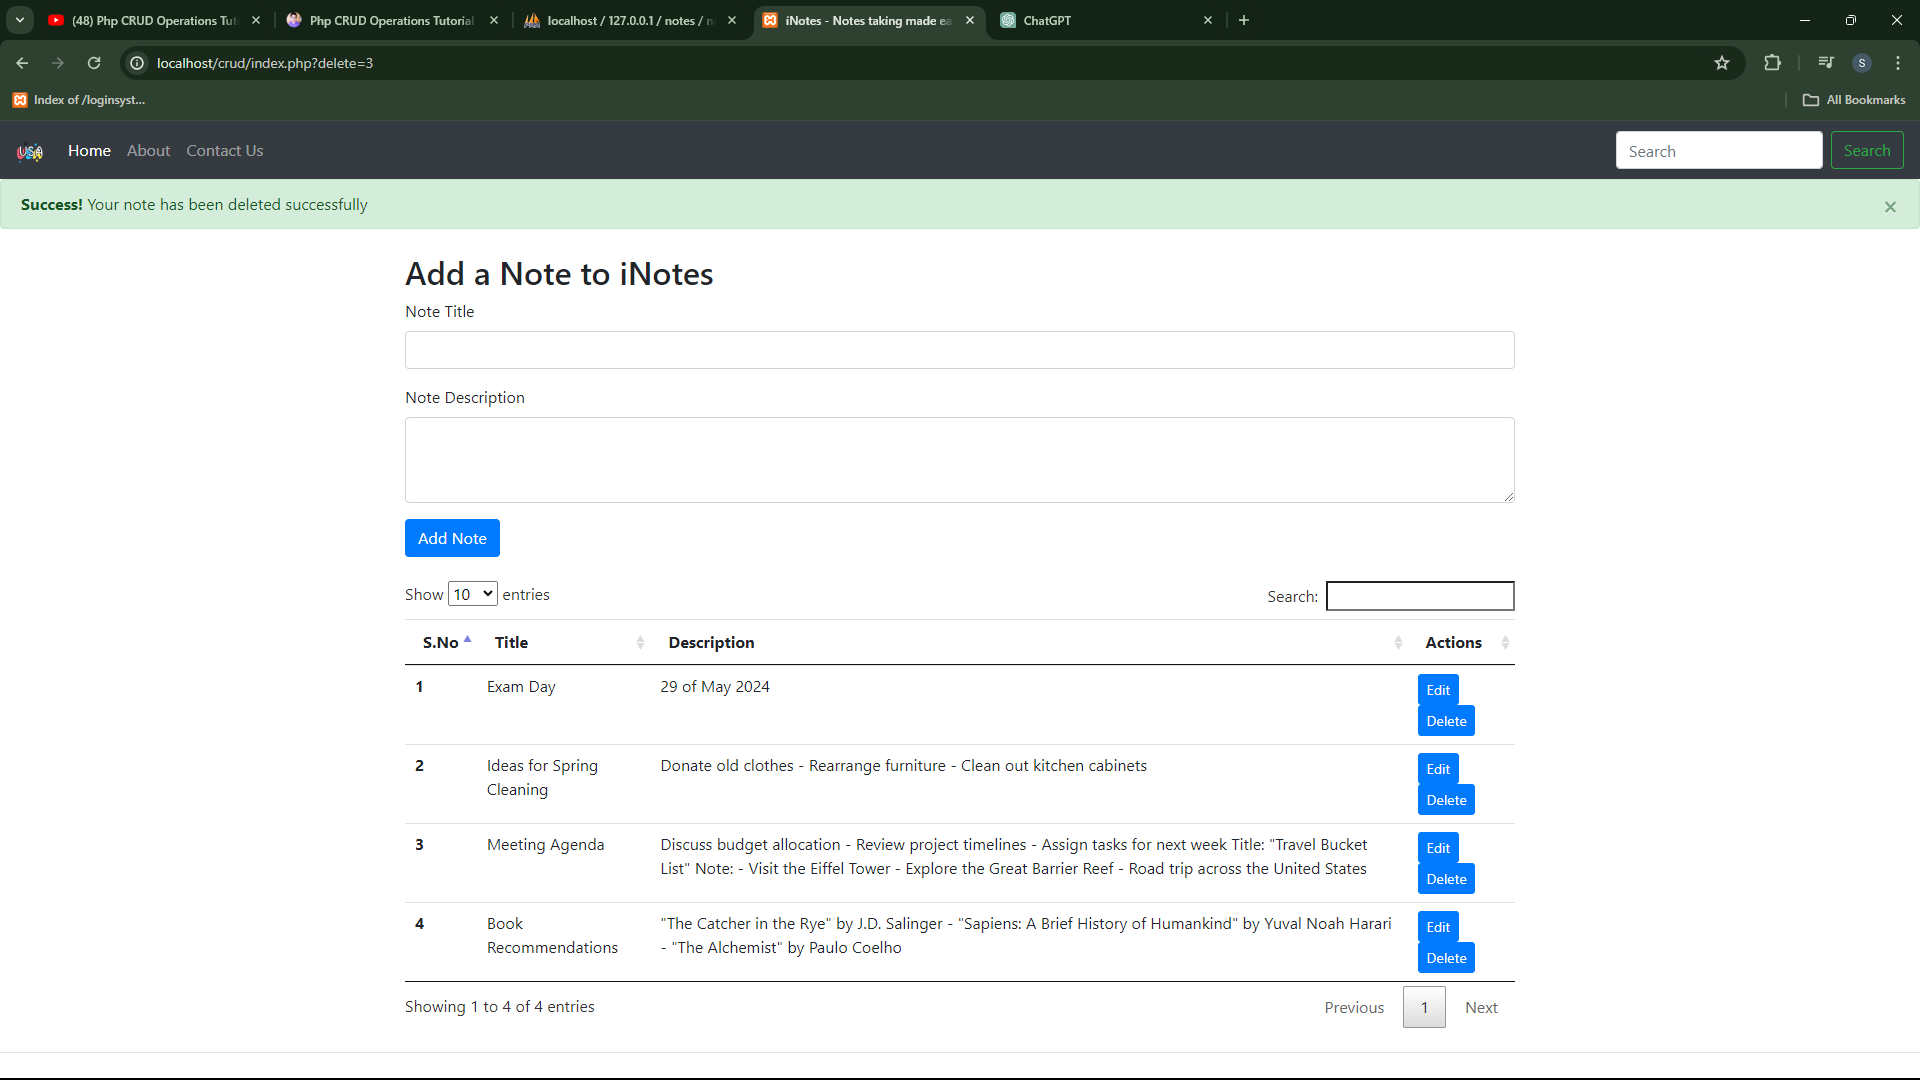 (48) Php CRUD Operations Tut
Php CRUD Operations Tutorial
localhost / 127.0.0.1 / notes / n
iNotes - Notes taking made ea
ChatGPT
localhost/crud/index.php?delete=3
S
Index of /loginsyst...
All Bookmarks
USA
Home
About
Contact Us
Search
Search
Success! Your note has been deleted successfully
×
Add a Note to iNotes
Note Title
Note Description
Add Note
Show 10 entries
Search:
S.No
Title
Description
Actions
1
Exam Day
29 of May 2024
Edit
Delete
2
Ideas for Spring
Cleaning
Donate old clothes - Rearrange furniture - Clean out kitchen cabinets
Edit
Delete
3
Meeting Agenda
Discuss budget allocation - Review project timelines - Assign tasks for next week Title: "Travel Bucket
List" Note: - Visit the Eiffel Tower - Explore the Great Barrier Reef - Road trip across the United States
Edit
Delete
4
Book
Recommendations
"The Catcher in the Rye" by J.D. Salinger - "Sapiens: A Brief History of Humankind" by Yuval Noah Harari
- "The Alchemist" by Paulo Coelho
Edit
Delete
Showing 1 to 4 of 4 entries
Previous
1
Next